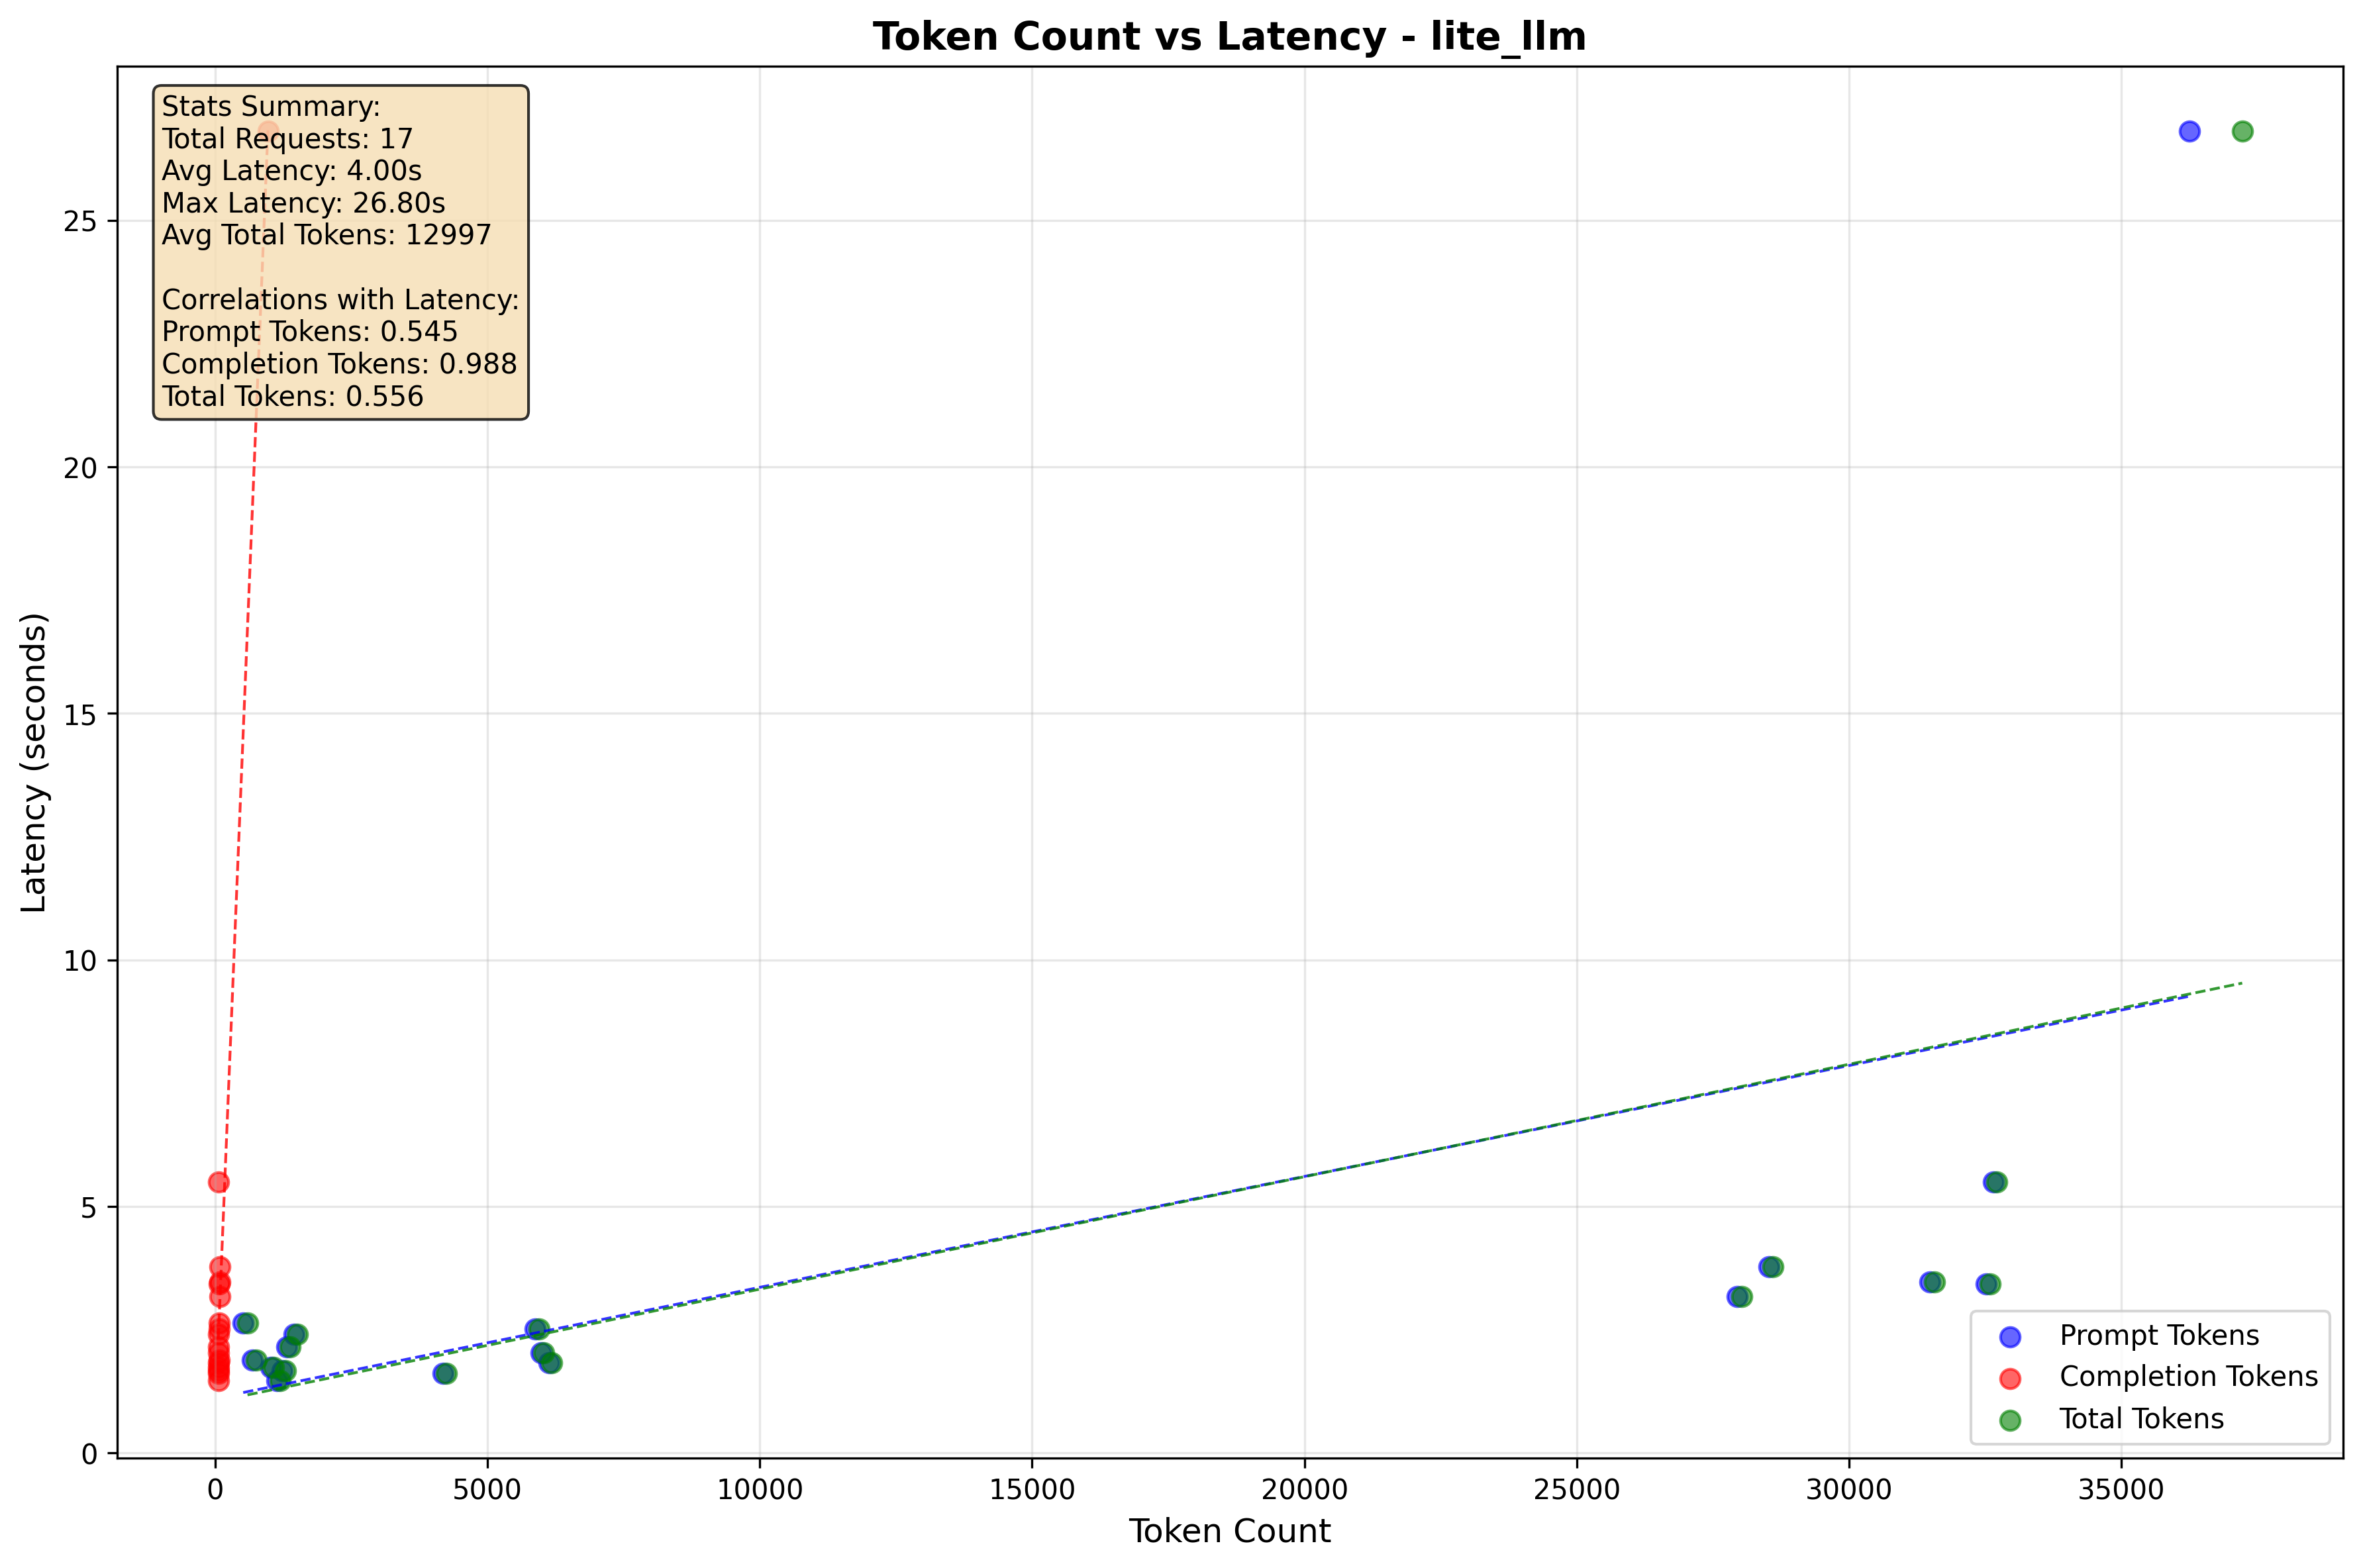 Token Count vs Latency - lite_llm
Stats Summary:
Total Requests: 17
Avg Latency: 4.00s
Max Latency: 26.80s
Avg Total Tokens: 12997
Correlations with Latency:
Prompt Tokens: 0.545
Completion Tokens: 0.988
Total Tokens: 0.556
Latency (seconds)
25
20
15
10
5
0
0 5000 10000 15000 20000 25000 30000 35000
Token Count
Prompt Tokens
Completion Tokens
Total Tokens